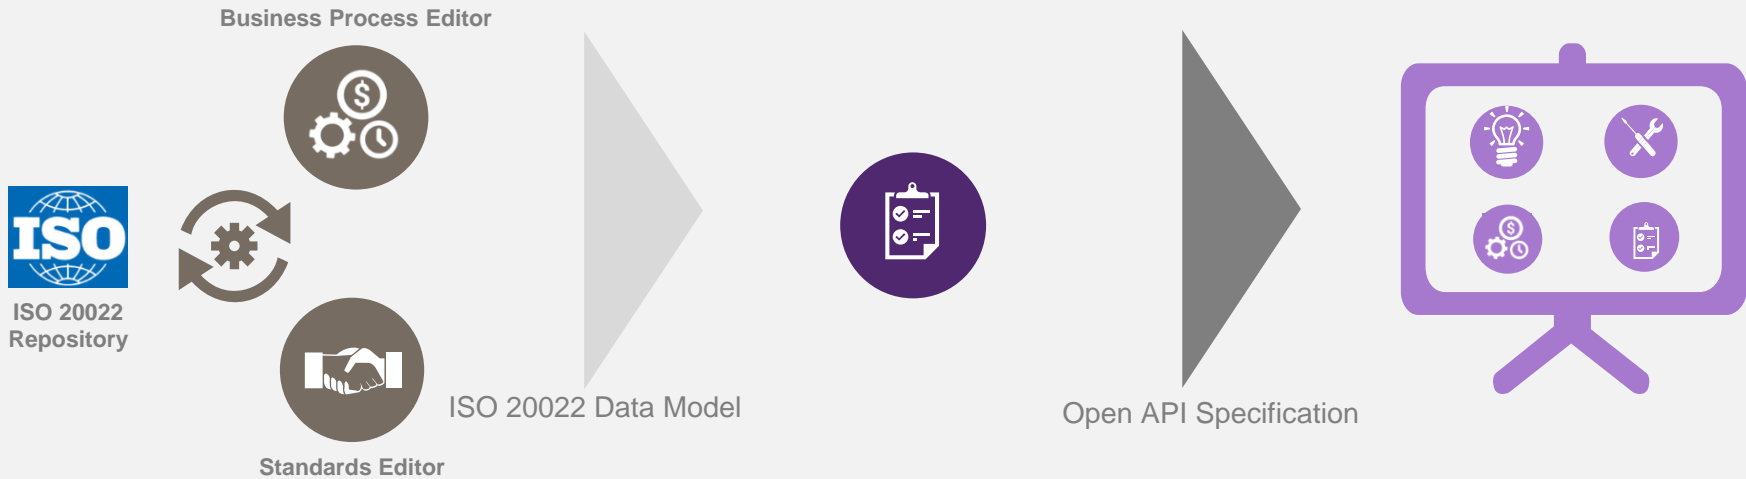 Business Process Editor
ISO
ISO 20022
Repository
ISO 20022 Data Model
Open API Specification
Standards Editor